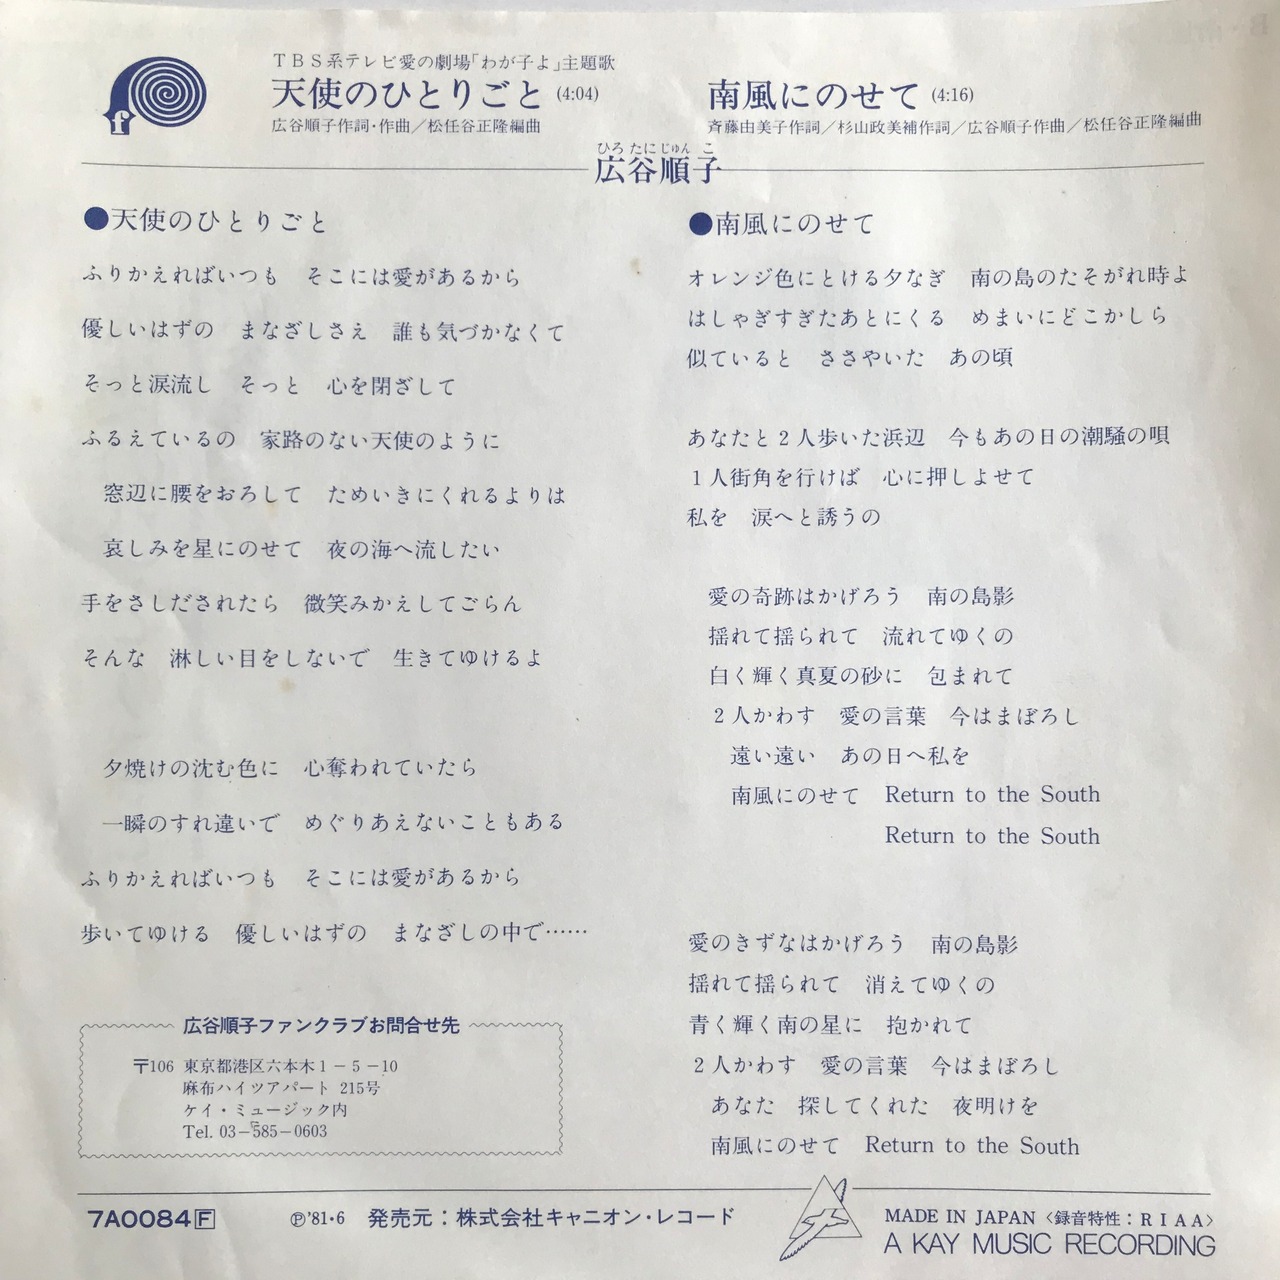 f
TBS系テレビ愛の劇場「わが子よ」主題歌
天使のひとりごと (4:04)
広谷順子作詞・作曲／松任谷正隆編曲
南風にのせて (4:16)
斉藤由美子作詞／杉山政美補作詞／広谷順子作曲／松任谷正隆編曲
ひろ たに じゅん こ
広谷順子
●天使のひとりごと
ふりかえればいつも　そこには愛があるから
優しいはずの　まなざしさえ　誰も気づかなくて
そっと涙流し　そっと　心を閉ざして
ふるえているの　家路のない天使のように
窓辺に腰をおろして　ためいきにくれるよりは
哀しみを星にのせて　夜の海へ流したい
手をさしだされたら　微笑みかえしてごらん
そんな　淋しい目をしないで　生きてゆけるよ
夕焼けの沈む色に　心奪われていたら
一瞬のすれ違いで　めぐりあえないこともある
ふりかえればいつも　そこには愛があるから
歩いてゆける　優しいはずの　まなざしの中で……
広谷順子ファンクラブお問合せ先
〒106 東京都港区六本木1－5－10
麻布ハイツアパート 215号
ケイ・ミュージック内
Tel. 03－585－0603
●南風にのせて
オレンジ色にとける夕なぎ　南の島のたそがれ時よ
はしゃぎすぎたあとにくる　めまいにどこかしら
似ていると　ささやいた　あの頃
あなたと2人歩いた浜辺　今もあの日の潮騒の唄
1人街角を行けば　心に押しよせて
私を　涙へと誘うの
愛の奇跡はかげろう　南の島影
揺れて揺られて　流れてゆくの
白く輝く真夏の砂に　包まれて
2人かわす　愛の言葉　今はまぼろし
遠い遠い　あの日へ私を
南風にのせて　Return to the South
Return to the South
愛のきずなはかげろう　南の島影
揺れて揺られて　消えてゆくの
青く輝く南の星に　抱かれて
2人かわす　愛の言葉　今はまぼろし
あなた　探してくれた　夜明けを
南風にのせて　Return to the South
7A0084 F
Ⓟ'81・6　発売元：株式会社キャニオン・レコード
MADE IN JAPAN〈録音特性：RIAA〉
A KAY MUSIC RECORDING